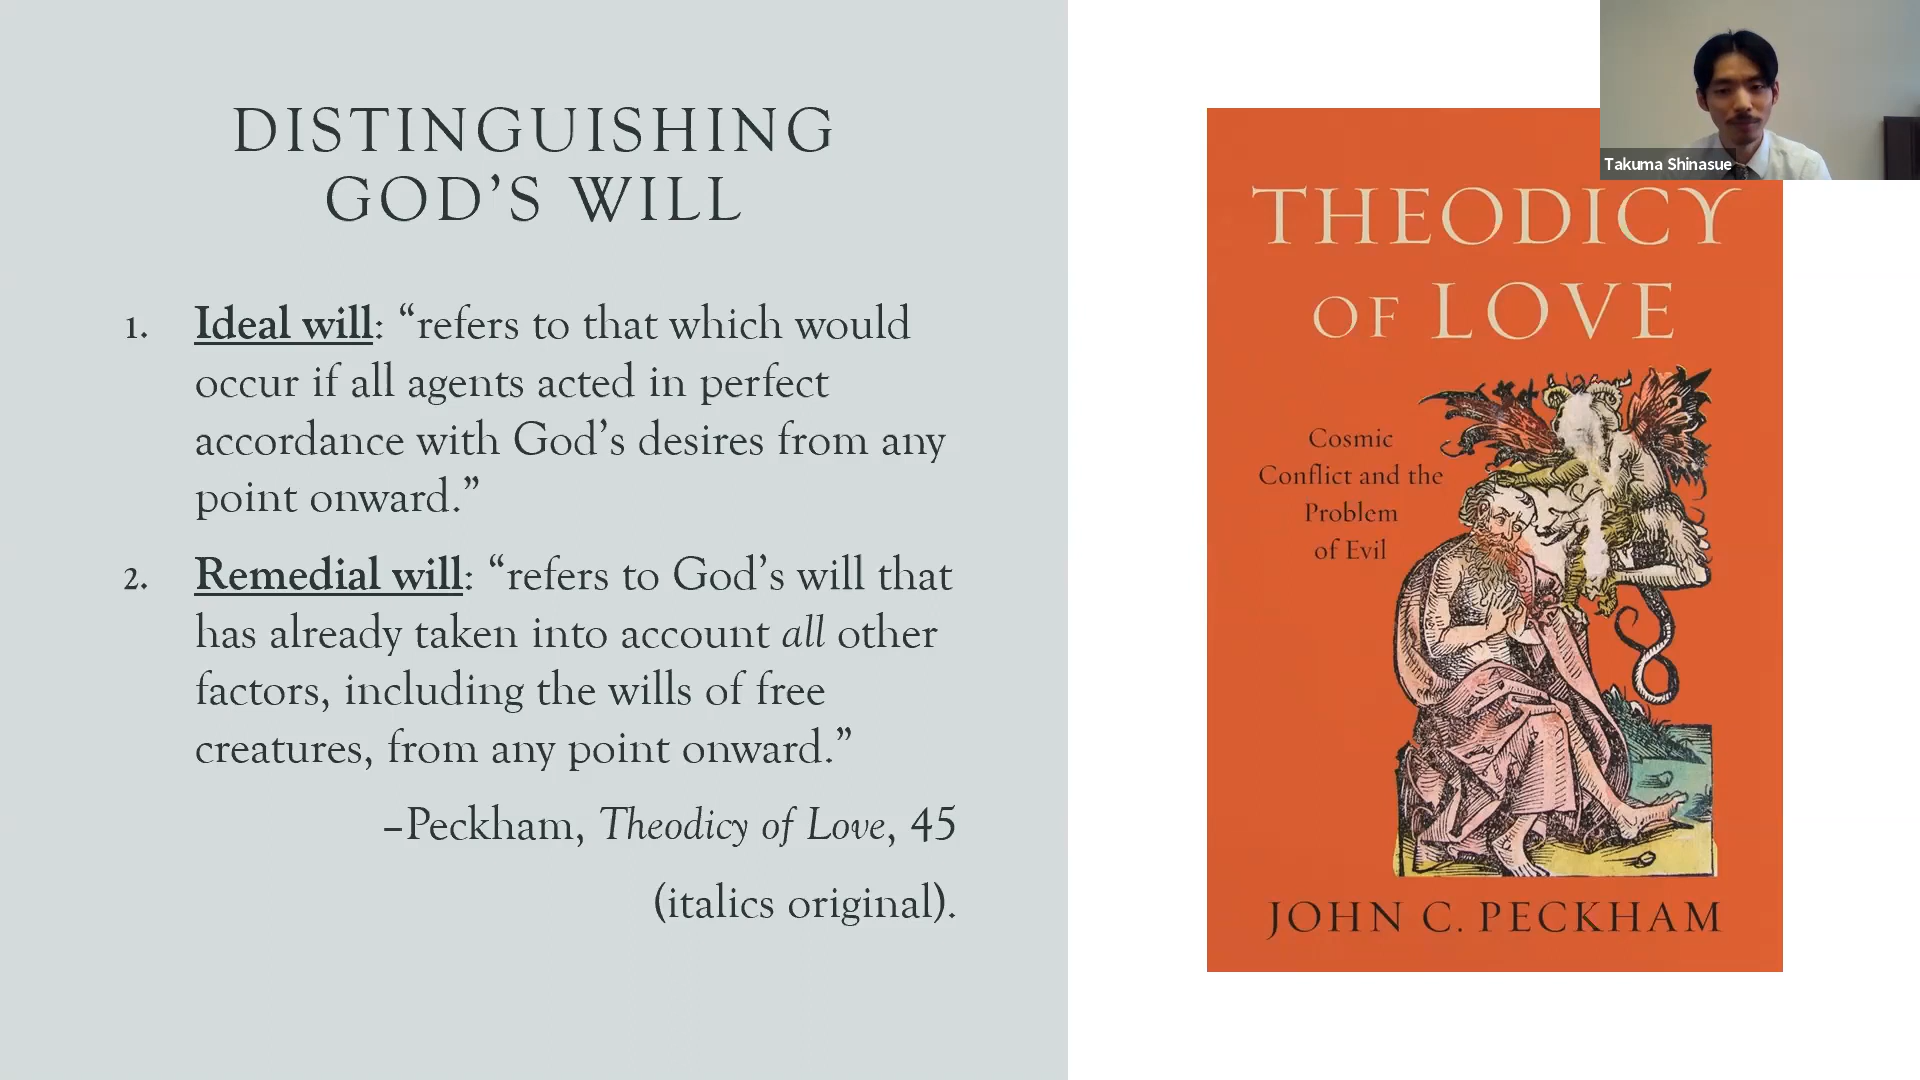 DISTINGUISHING
GOD’S WILL
1. Ideal will: “refers to that which would
occur if all agents acted in perfect
accordance with God’s desires from any
point onward.”
2. Remedial will: “refers to God’s will that
has already taken into account all other
factors, including the wills of free
creatures, from any point onward.”
–Peckham, Theodicy of Love, 45
(italics original).
THEODICY
OF LOVE
Cosmic
Conflict and the
Problem
of Evil
JOHN C. PECKHAM
Takuma Shinasue